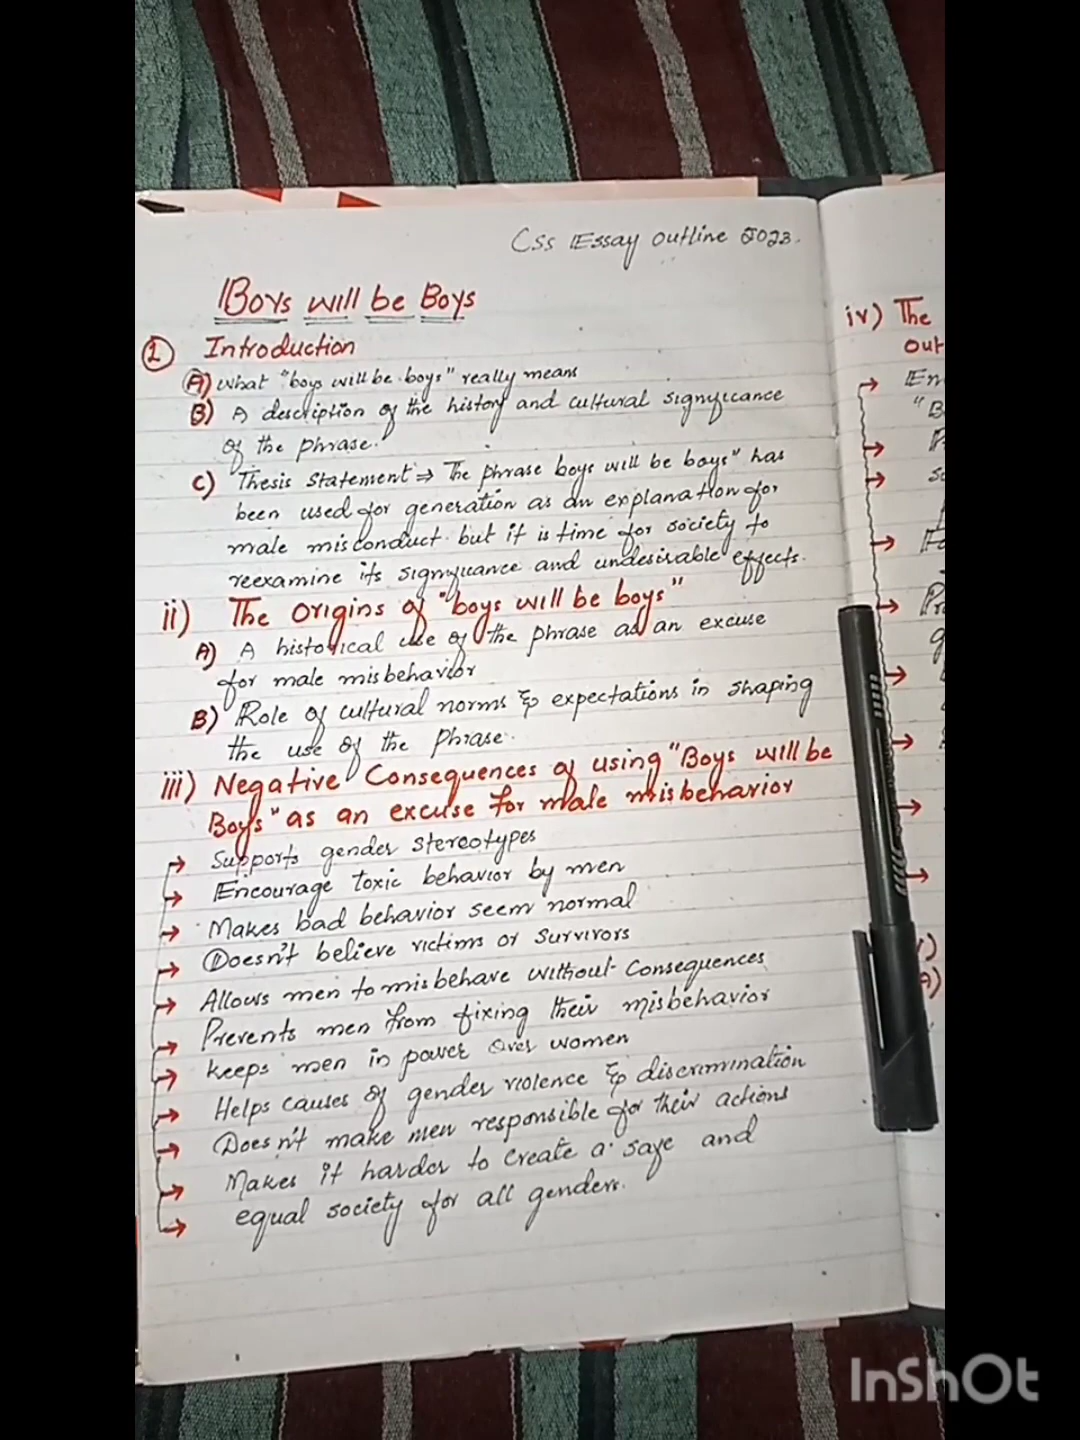 Css Essay Outline 2023.
Boys will be Boys
1 Introduction
A) What "boys will be boys" really means
B) A description of the history and cultural significance
of the phrase.
C) Thesis Statement ⇒ The phrase boys will be boys" has
been used for generation as an explanation for
male misconduct but it is time for society to
reexamine its significance and undesirable effects.
ii) The origins of "boys will be boys"
A) A historical use of the phrase as an excuse
for male misbehavior
B) Role of cultural norms & expectations in shaping
the use of the Phrase.
iii) Negative Consequences of using "Boys will be
Boys" as an excuse for male misbehavior
→ Supports gender stereotypes
→ Encourage toxic behavior by men
→ Makes bad behavior seem normal
→ Doesn't believe victims or survivors
→ Allows men to misbehave without consequences
→ Prevents men from fixing their misbehavior
→ keeps men in power over women
→ Helps causes of gender violence & discrimination
→ Doesn't make men responsible for their actions
→ Makes it harder to create a safe and
→ equal society for all genders.
iv) The
out
→ En
"B
→
→ so
→ Fo
→ Pr
g
A)
InShOt